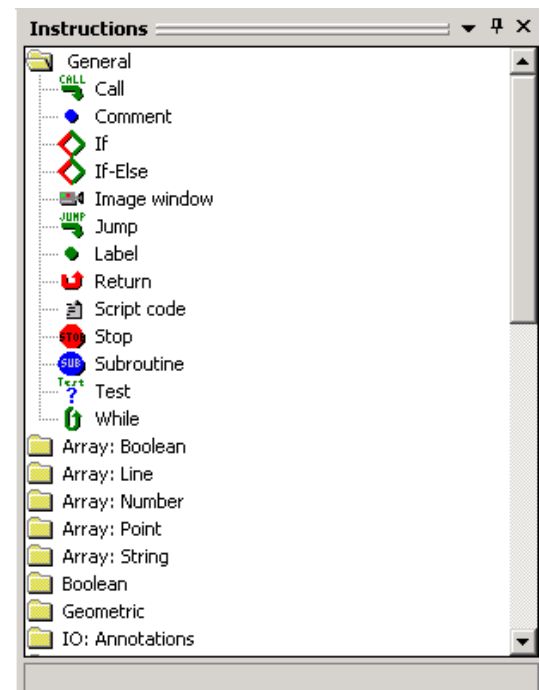 Instructions
General
CALL Call
Comment
If
If-Else
Image window
JUMP Jump
Label
Return
Script code
STOP Stop
SUB Subroutine
Test ? Test
While
Array: Boolean
Array: Line
Array: Number
Array: Point
Array: String
Boolean
Geometric
IO: Annotations